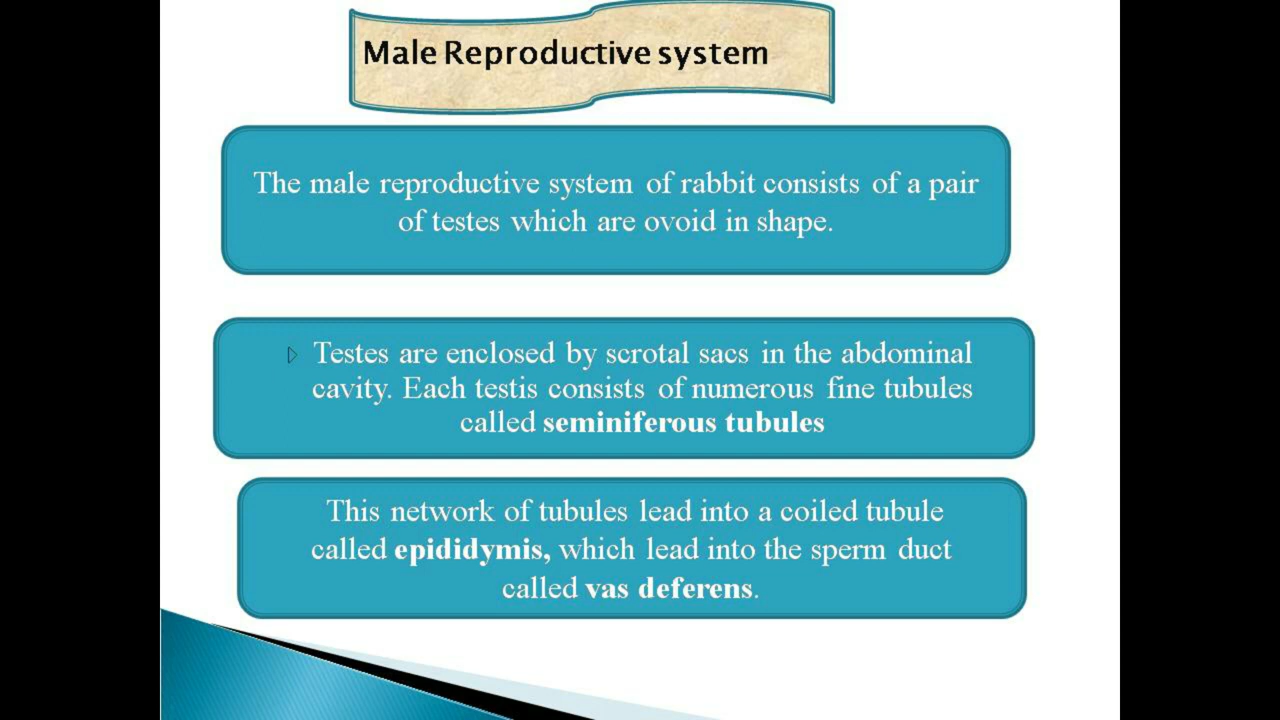 Male Reproductive system
The male reproductive system of rabbit consists of a pair
of testes which are ovoid in shape.
Testes are enclosed by scrotal sacs in the abdominal
cavity. Each testis consists of numerous fine tubules
called seminiferous tubules
This network of tubules lead into a coiled tubule
called epididymis, which lead into the sperm duct
called vas deferens.